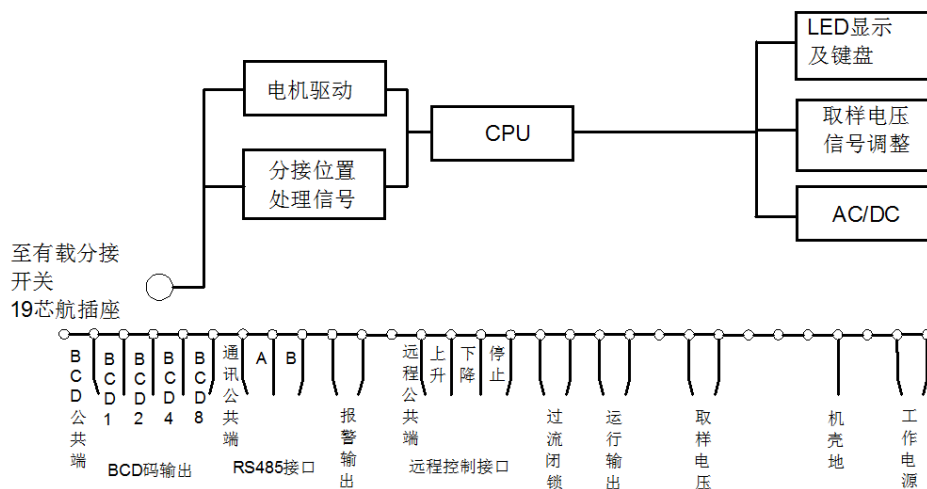 LED显示
及键盘
电机驱动
CPU
取样电压
信号调整
分接位置
处理信号
AC/DC
至有载分接
开关
19芯航插座
BCD公共端
BCD1
BCD2
BCD4
BCD8
通讯公共端
A
B
报警输出
远程公共端
上升
下降
停止
过流闭锁
运行输出
取样电压
机壳地
工作电源
BCD码输出
RS485接口
远程控制接口